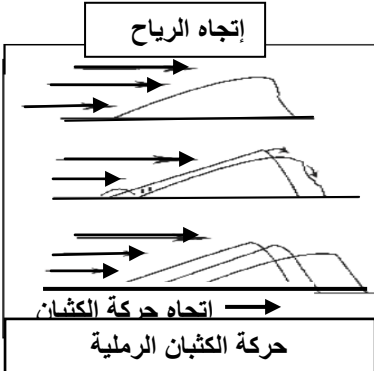 إتجاه الرياح
اتجاه حركة الكثبان
حركة الكثبان الرملية